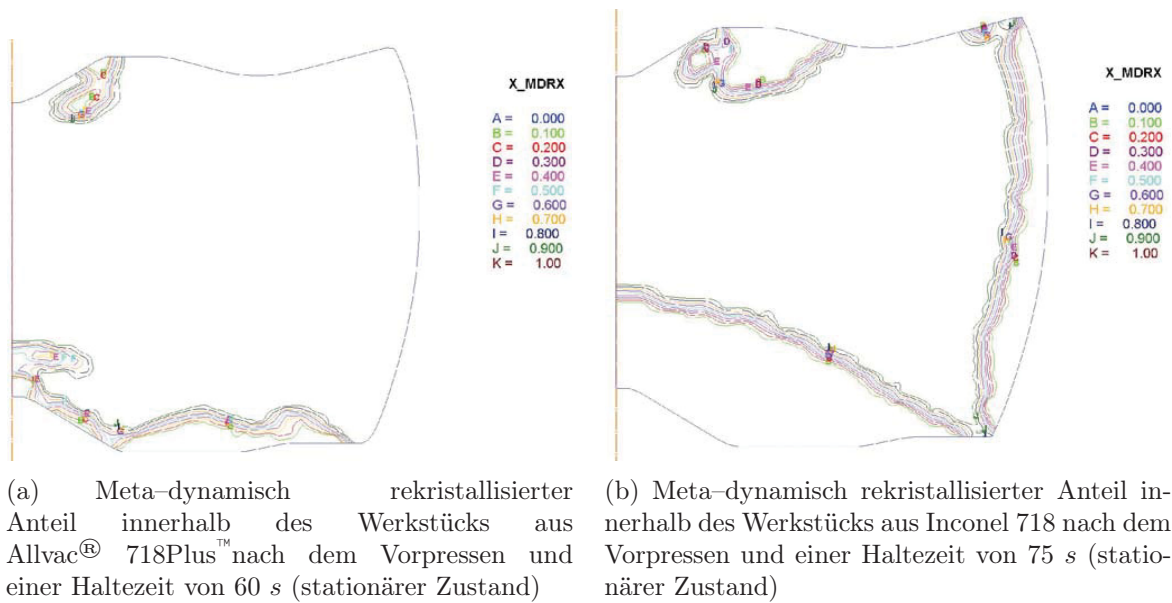 X_MDRX
A = 0.000
B = 0.100
C = 0.200
D = 0.300
E = 0.400
F = 0.500
G = 0.600
H = 0.700
I = 0.800
J = 0.900
K = 1.00
X_MDRX
A = 0.000
B = 0.100
C = 0.200
D = 0.300
E = 0.400
F = 0.500
G = 0.600
H = 0.700
I = 0.800
J = 0.900
K = 1.00
(a) Meta–dynamisch rekristallisierter
Anteil innerhalb des Werkstücks aus
Allvac® 718Plus™nach dem Vorpressen und
einer Haltezeit von 60 s (stationärer Zustand)
(b) Meta–dynamisch rekristallisierter Anteil in-
nerhalb des Werkstücks aus Inconel 718 nach dem
Vorpressen und einer Haltezeit von 75 s (statio-
närer Zustand)